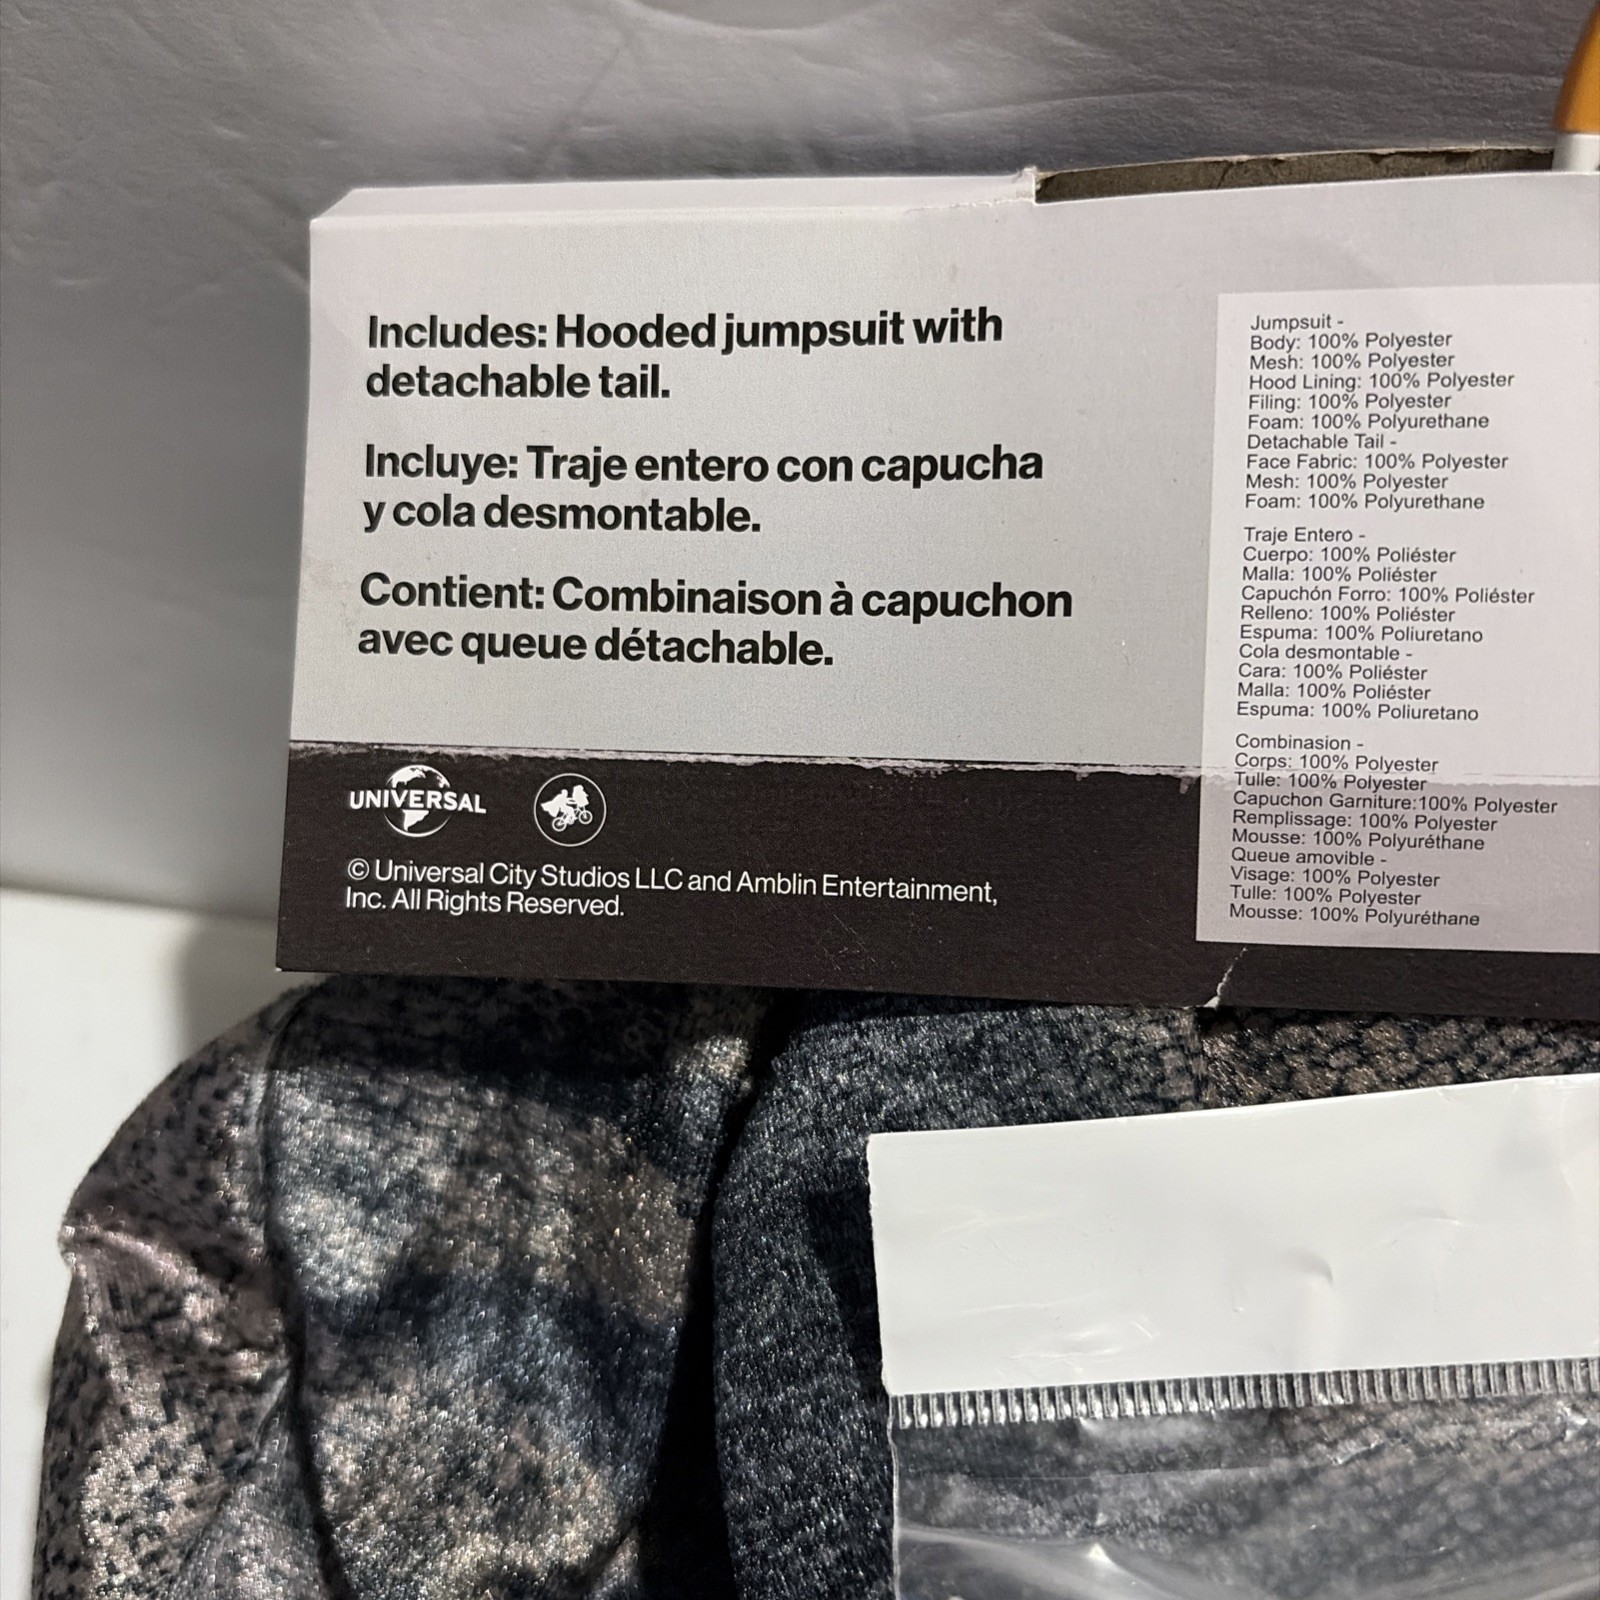 Includes: Hooded jumpsuit with
detachable tail.
Incluye: Traje entero con capucha
y cola desmontable.
Contient: Combinaison à capuchon
avec queue détachable.
UNIVERSAL
© Universal City Studios LLC and Amblin Entertainment,
Inc. All Rights Reserved.
Jumpsuit -
Body: 100% Polyester
Mesh: 100% Polyester
Hood Lining: 100% Polyester
Filing: 100% Polyester
Foam: 100% Polyurethane
Detachable Tail -
Face Fabric: 100% Polyester
Mesh: 100% Polyester
Foam: 100% Polyurethane
Traje Entero -
Cuerpo: 100% Poliéster
Malla: 100% Poliéster
Capuchón Forro: 100% Poliéster
Relleno: 100% Poliéster
Espuma: 100% Poliuretano
Cola desmontable -
Cara: 100% Poliéster
Malla: 100% Poliéster
Espuma: 100% Poliuretano
Combinasion -
Corps: 100% Polyester
Tulle: 100% Polyester
Capuchon Garniture:100% Polyester
Remplissage: 100% Polyester
Mousse: 100% Polyuréthane
Queue amovible -
Visage: 100% Polyester
Tulle: 100% Polyester
Mousse: 100% Polyuréthane